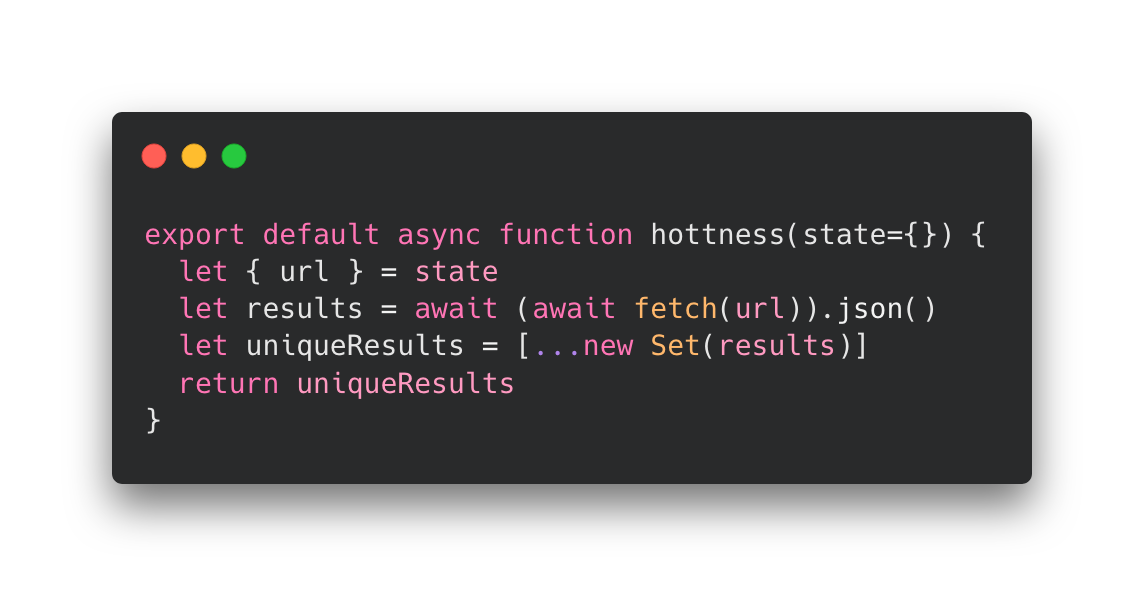 export default async function hottness(state={}) {
  let { url } = state
  let results = await (await fetch(url)).json()
  let uniqueResults = [...new Set(results)]
  return uniqueResults
}